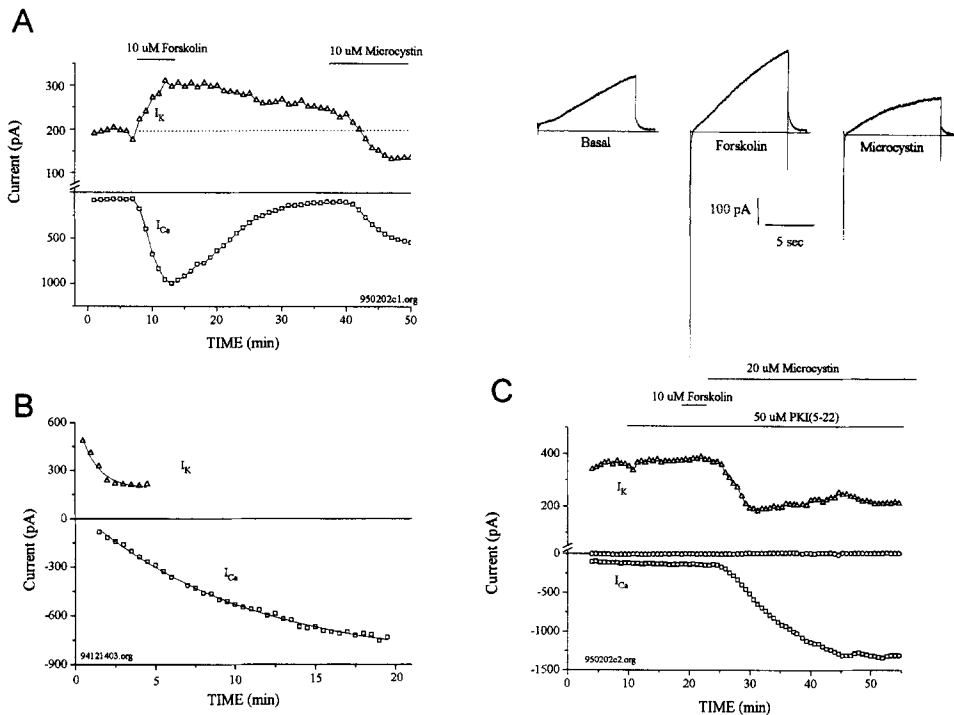 A
10 uM Forskolin
10 uM Microcystin
300
200
100
1000
500
Current (pA)
I_K
I_Ca
950202c1.org
0
10
20
30
40
50
TIME (min)
Basal
Forskolin
Microcystin
100 pA
5 sec
B
600
300
0
-300
-600
-900
Current (pA)
I_K
I_Ca
94121403.org
0
5
10
15
20
TIME (min)
C
20 uM Microcystin
10 uM Forskolin
50 uM PKI(5-22)
400
200
0
-500
-1000
-1500
Current (pA)
I_K
I_Ca
950202e2.org
0
10
20
30
40
50
TIME (min)